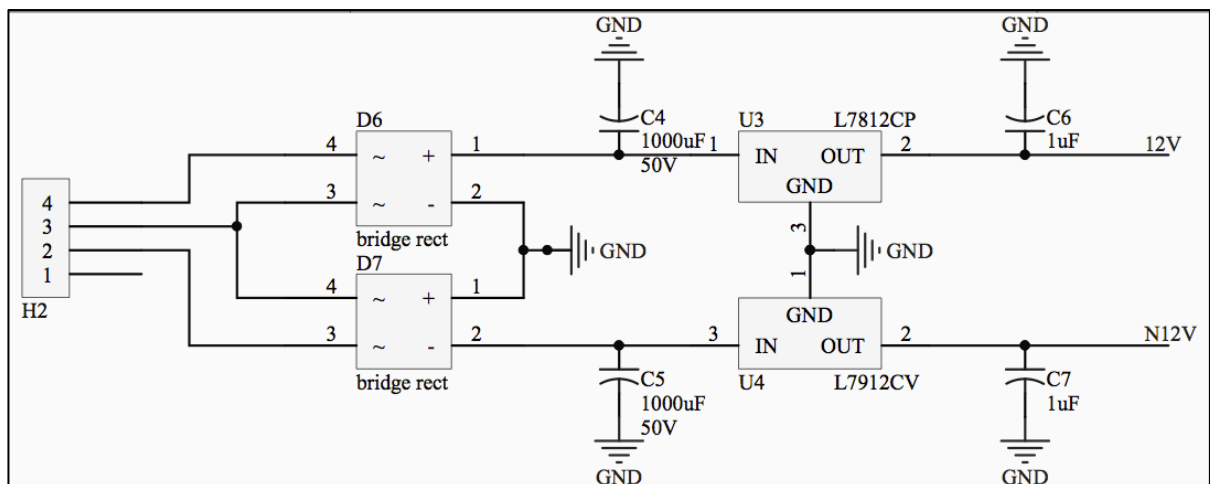 GND
GND
D6
C4
1000uF
50V
U3
L7812CP
C6
1uF
4
~
+
1
1
IN
OUT
2
12V
4
3
~
-
2
GND
3
bridge rect
3
GND
GND
2
1
D7
1
H2
4
~
+
1
GND
3
~
-
2
3
IN
OUT
2
N12V
bridge rect
C5
1000uF
50V
U4
L7912CV
C7
1uF
GND
GND